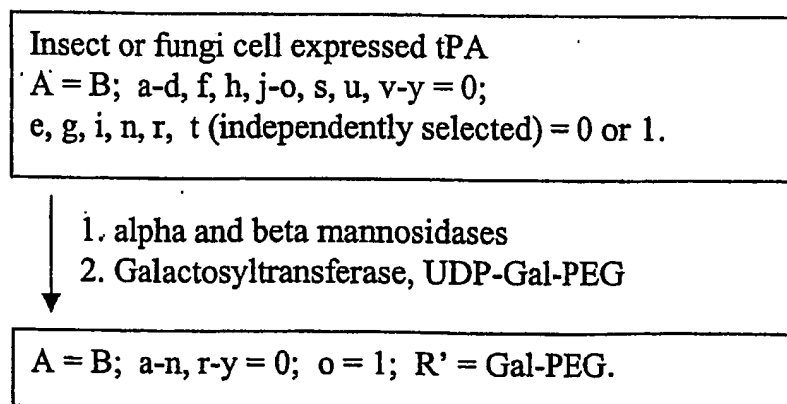 Insect or fungi cell expressed tPA
A = B; a-d, f, h, j-o, s, u, v-y = 0;
e, g, i, n, r, t (independently selected) = 0 or 1.
1. alpha and beta mannosidases
2. Galactosyltransferase, UDP-Gal-PEG
A = B; a-n, r-y = 0; o = 1; R' = Gal-PEG.